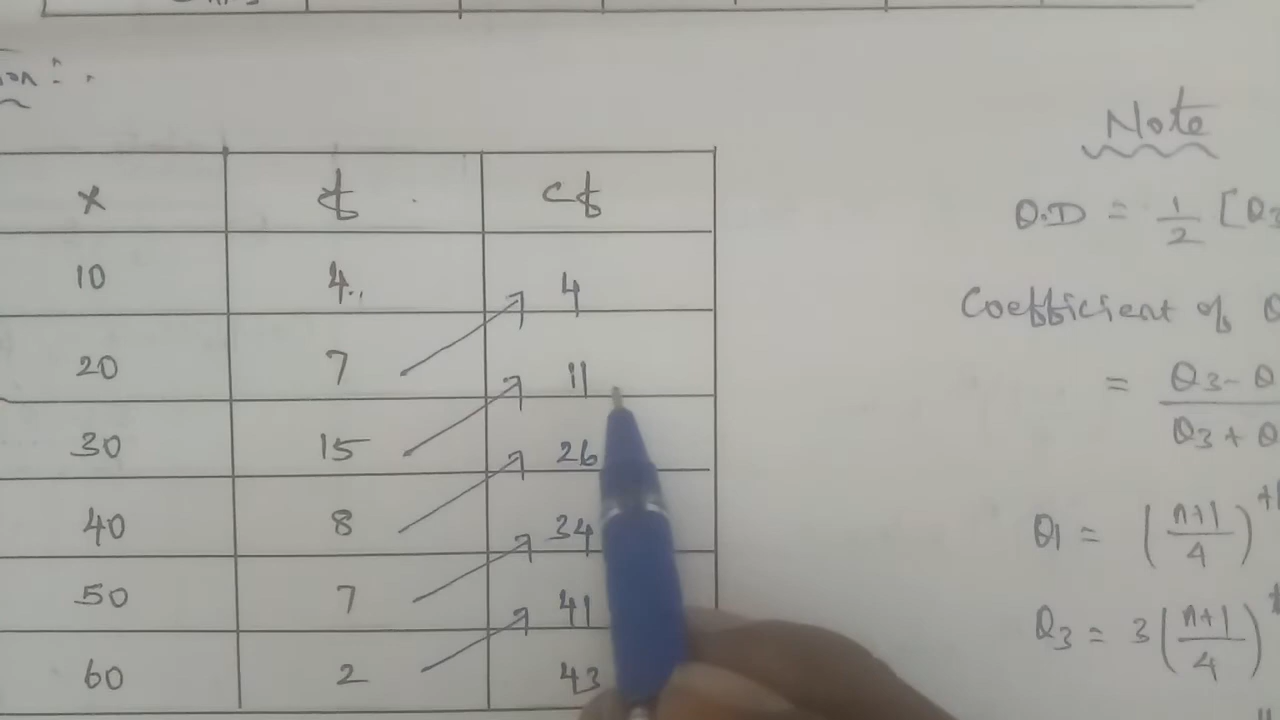 x f cf
10 4 4
20 7 11
30 15 26
40 8 34
50 7 41
60 2 43
Note
Q.D = 1/2 [Q3
Coefficient of Q
= Q3 - Q / Q3 + Q
Q1 = (n+1/4)
Q3 = 3(n+1/4)